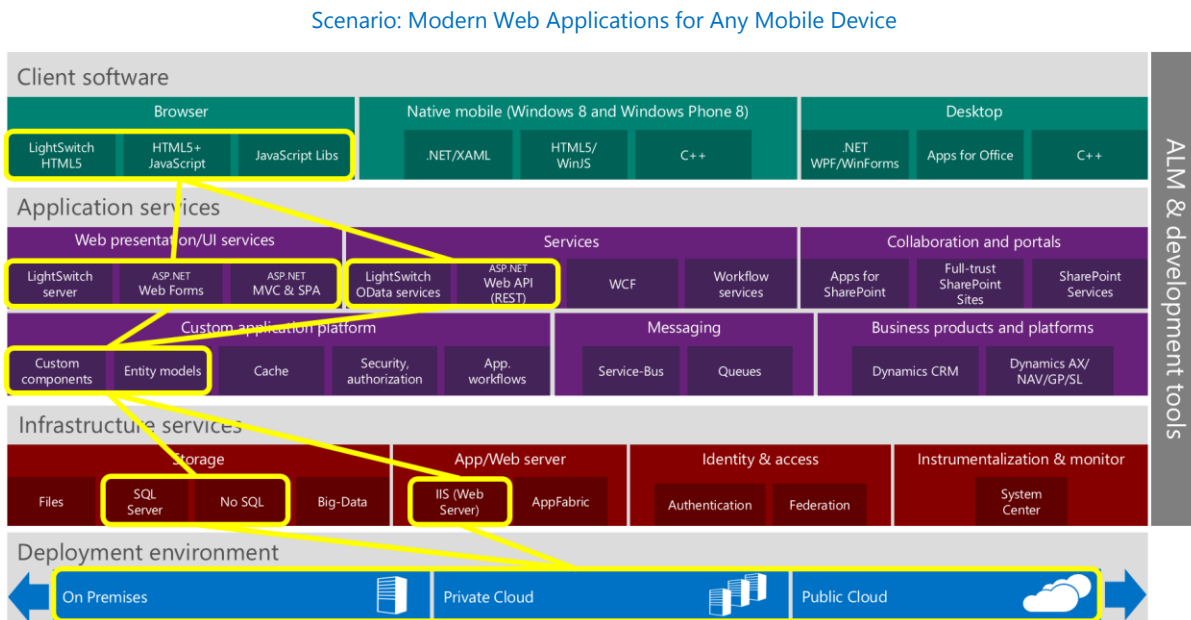 Scenario: Modern Web Applications for Any Mobile Device
Client software
Browser
Native mobile (Windows 8 and Windows Phone 8)
Desktop
LightSwitch
HTML5
HTML5+
JavaScript
JavaScript Libs
.NET/XAML
HTML5/
WinJS
C++
.NET
WPF/WinForms
Apps for Office
C++
Application services
Web presentation/UI services
Services
Collaboration and portals
LightSwitch
server
ASP.NET
Web Forms
ASP.NET
MVC & SPA
LightSwitch
OData services
ASP.NET
Web API
(REST)
WCF
Workflow
services
Apps for
SharePoint
Full-trust
SharePoint
Sites
SharePoint
Services
Custom application platform
Messaging
Business products and platforms
Custom
components
Entity models
Cache
Security,
authorization
App.
workflows
Service-Bus
Queues
Dynamics CRM
Dynamics AX/
NAV/GP/SL
Infrastructure services
Storage
App/Web server
Identity & access
Instrumentalization & monitor
Files
SQL
Server
No SQL
Big-Data
IIS (Web
Server)
AppFabric
Authentication
Federation
System
Center
Deployment environment
On Premises
Private Cloud
Public Cloud
ALM & development tools